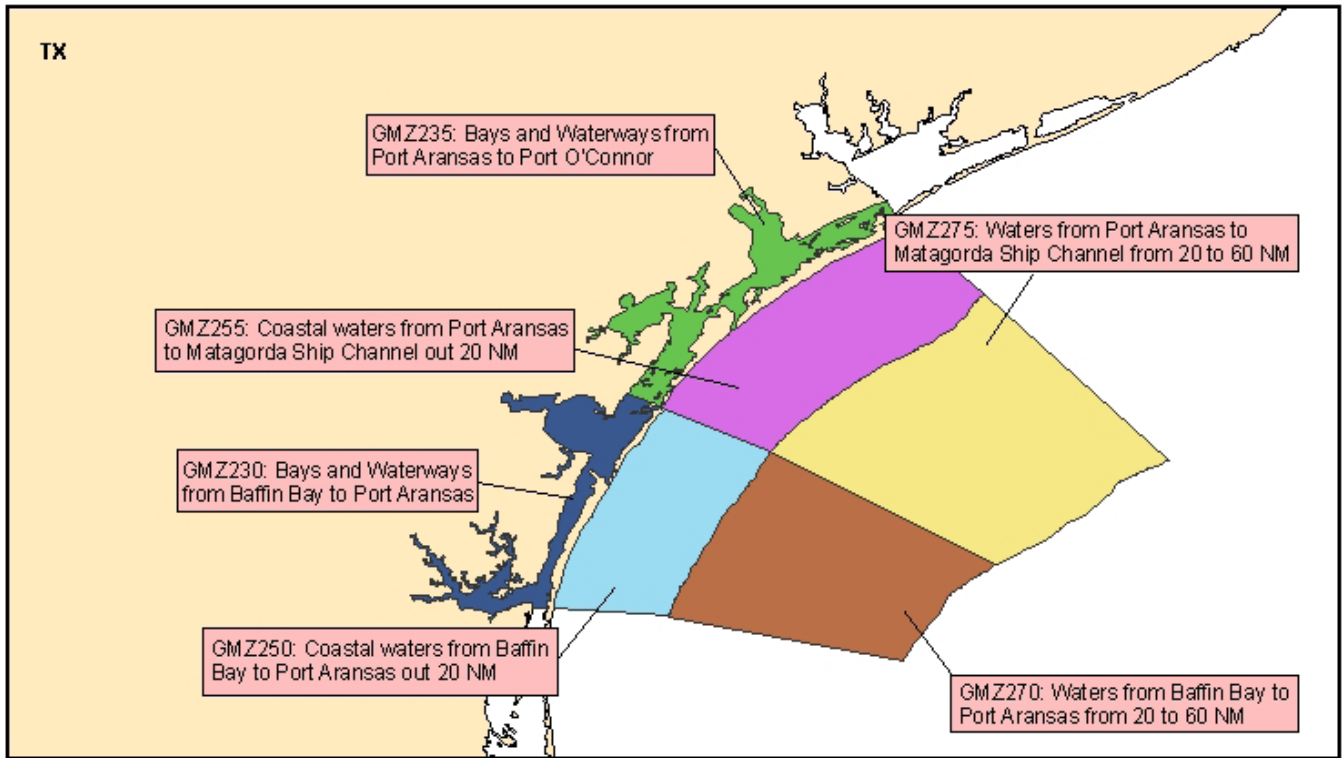 TX
GMZ235: Bays and Waterways from
Port Aransas to Port O'Connor
GMZ275: Waters from Port Aransas to
Matagorda Ship Channel from 20 to 60 NM
GMZ255: Coastal waters from Port Aransas
to Matagorda Ship Channel out 20 NM
GMZ230: Bays and Waterways
from Baffin Bay to Port Aransas
GMZ250: Coastal waters from Baffin
Bay to Port Aransas out 20 NM
GMZ270: Waters from Baffin Bay to
Port Aransas from 20 to 60 NM